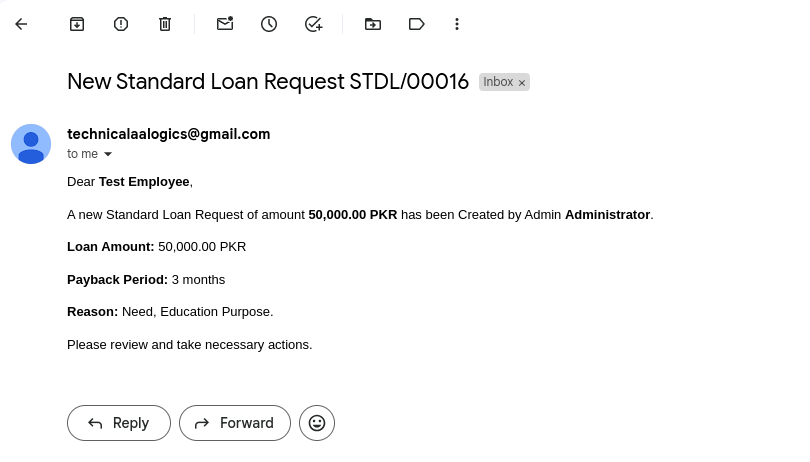 New Standard Loan Request STDL/00016 Inbox ×
technicalaalogics@gmail.com
to me
Dear Test Employee,
A new Standard Loan Request of amount 50,000.00 PKR has been Created by Admin Administrator.
Loan Amount: 50,000.00 PKR
Payback Period: 3 months
Reason: Need, Education Purpose.
Please review and take necessary actions.
Reply Forward